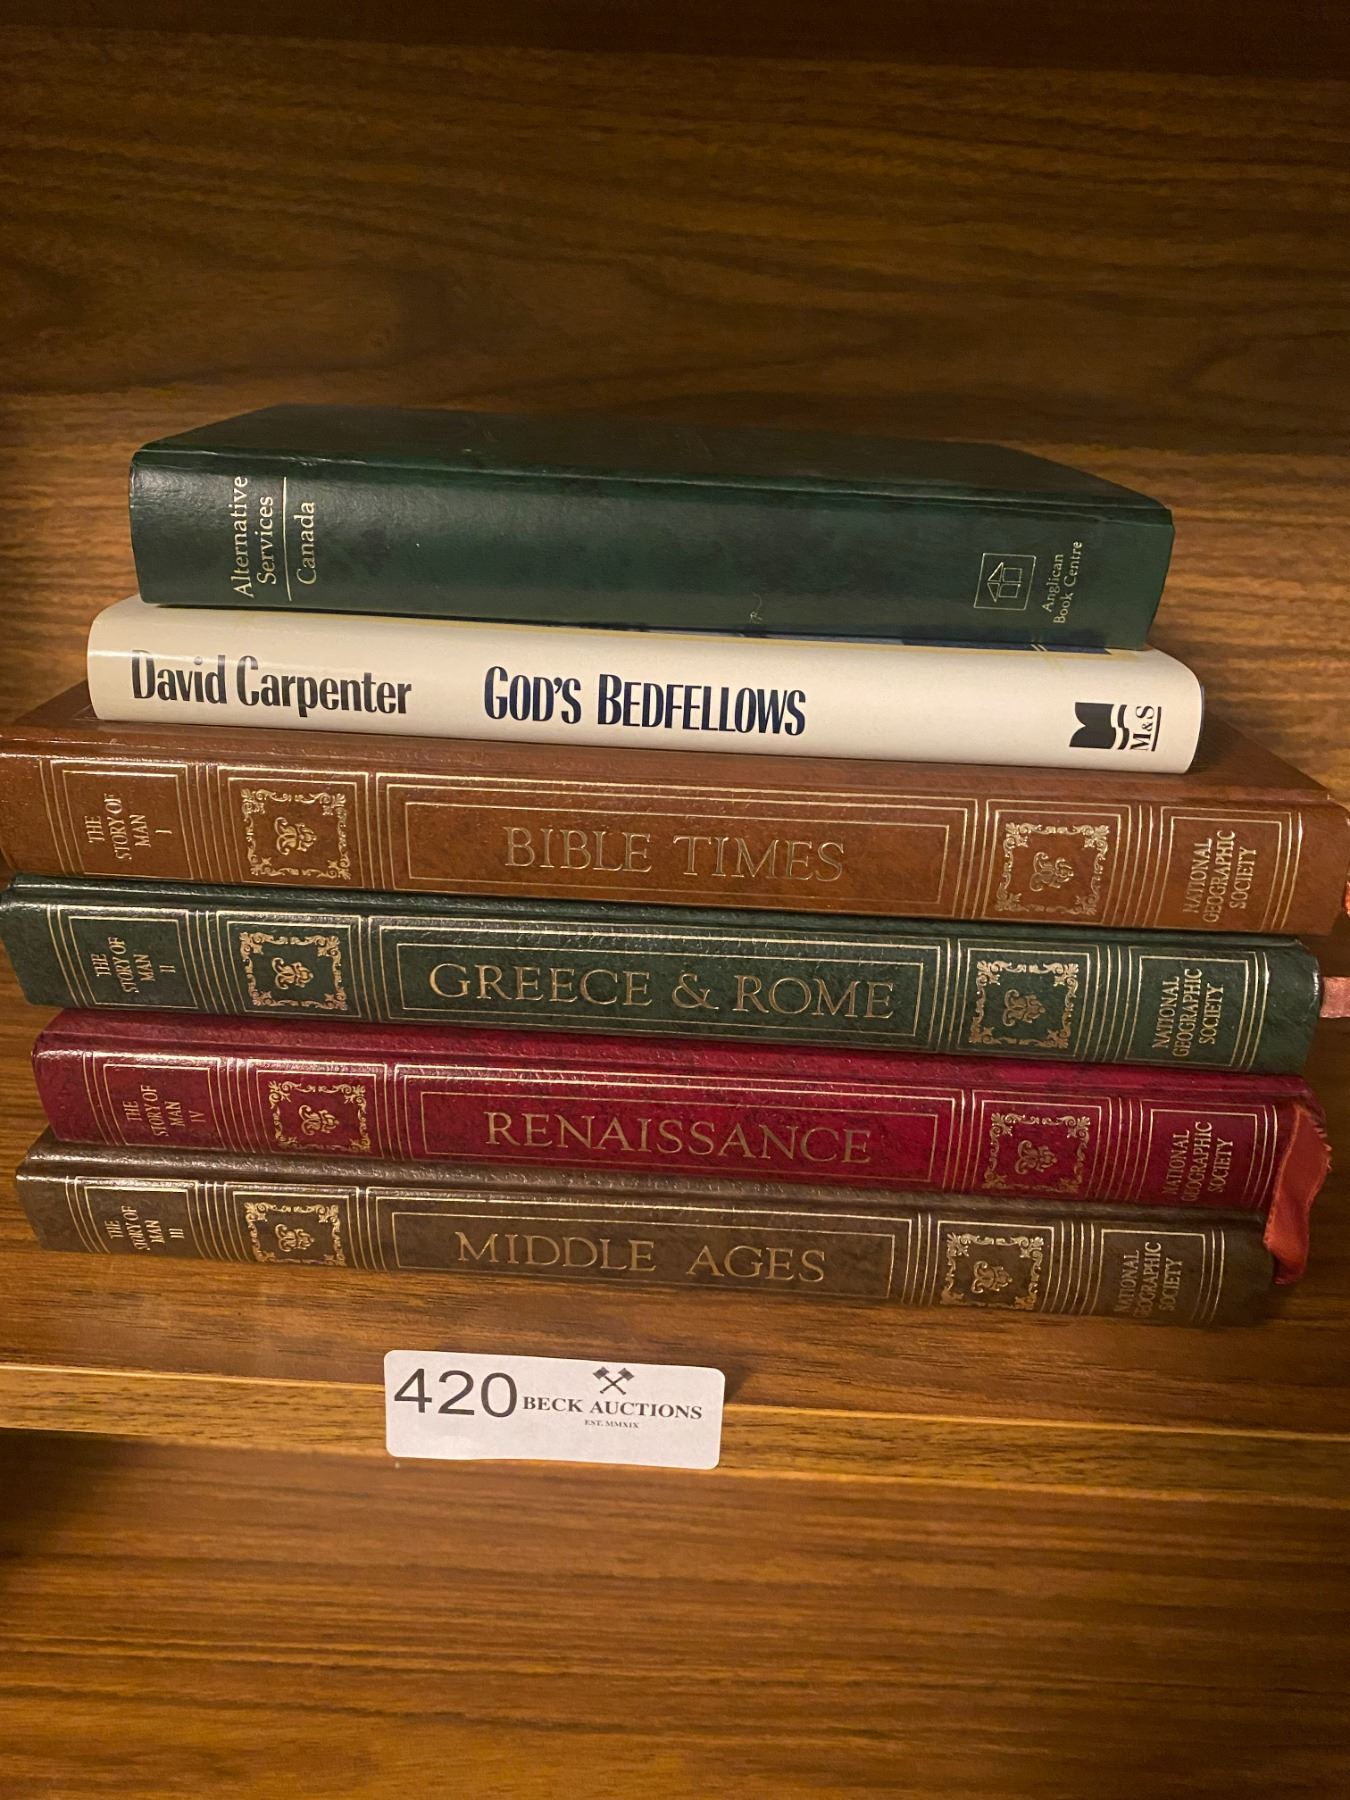 Alternative
Services
Canada
Anglican
Book Centre
David Carpenter GOD'S BEDFELLOWS
M&S
THE
STORY OF
MAN I
BIBLE TIMES
NATIONAL
GEOGRAPHIC
SOCIETY
THE
STORY OF
MAN II
GREECE & ROME
NATIONAL
GEOGRAPHIC
SOCIETY
THE
STORY OF
MAN IV
RENAISSANCE
NATIONAL
GEOGRAPHIC
SOCIETY
THE
STORY OF
MAN III
MIDDLE AGES
NATIONAL
GEOGRAPHIC
SOCIETY
420 BECK AUCTIONS
EST. MMXIX